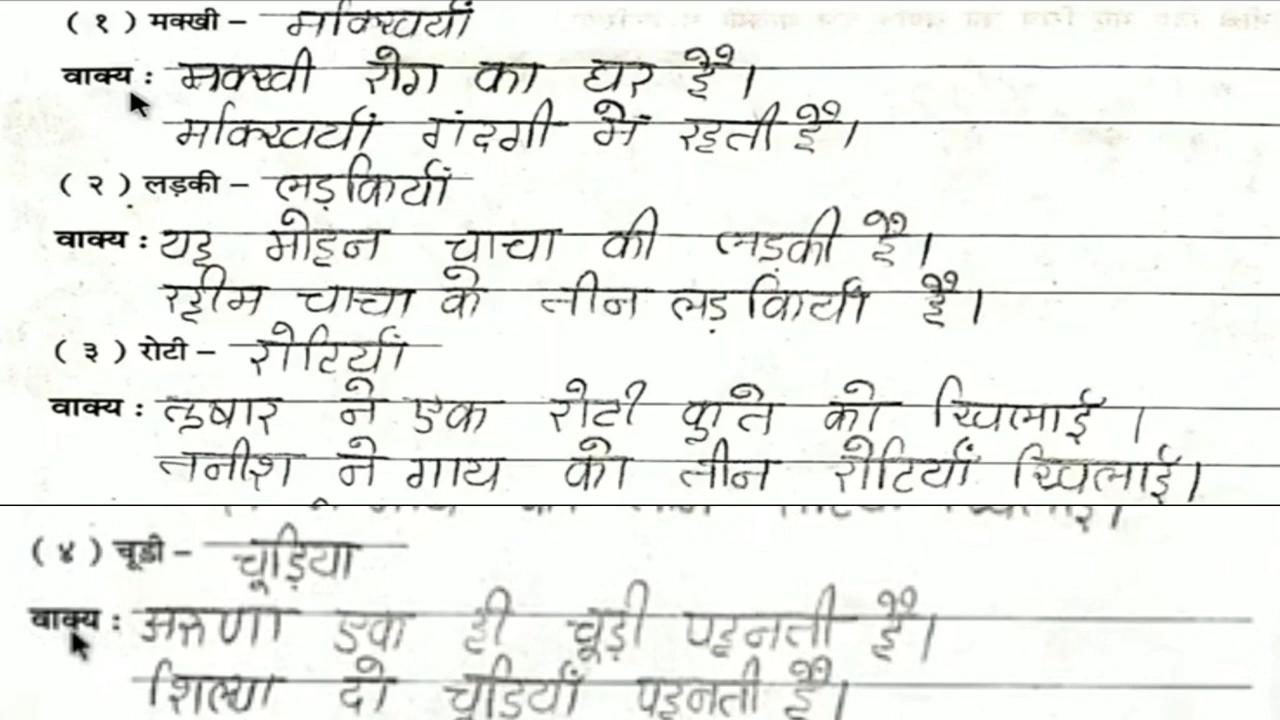 (१) मक्खी – मक्खियाँ
वाक्य : मक्खी रोग का घर है।
मक्खियाँ गंदगी में रहती हैं।
(२) लड़की – लड़कियाँ
वाक्य : यह मोहन चाचा की लड़की है।
रहीम चाचा के तीन लड़कियाँ हैं।
(३) रोटी – रोटियाँ
वाक्य : तुषार ने एक रोटी कुते को खिलाई।
तनीश ने गाय को तीन रोटियाँ खिलाई।
(४) चूडी – चूड़िया
वाक्य : अरुणा एक ही चूड़ी पहनती है।
शिल्पा दो चूडियाँ पहनती हैं।